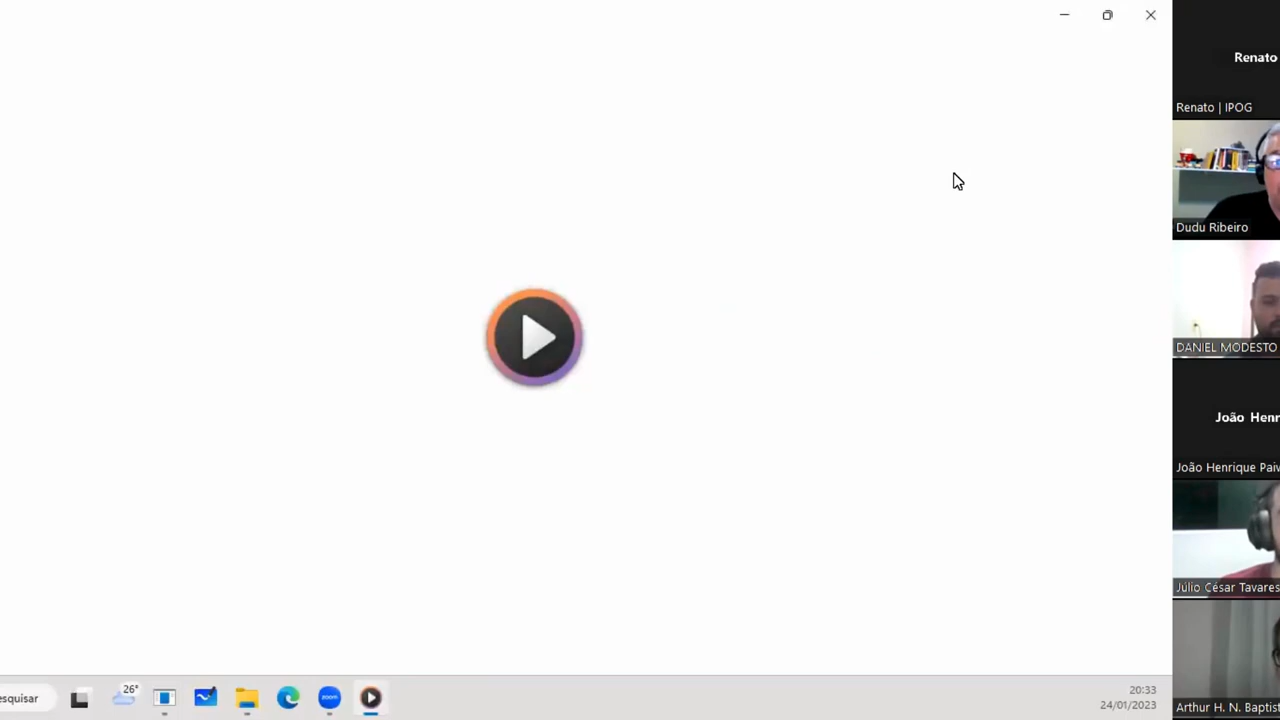 Renato
Renato | IPOG
Dudu Ribeiro
DANIEL MODESTO
João Henr
João Henrique Paiv
Júlio César Tavares
Arthur H. N. Baptist
esquisar
26°
zoom
20:33
24/01/2023